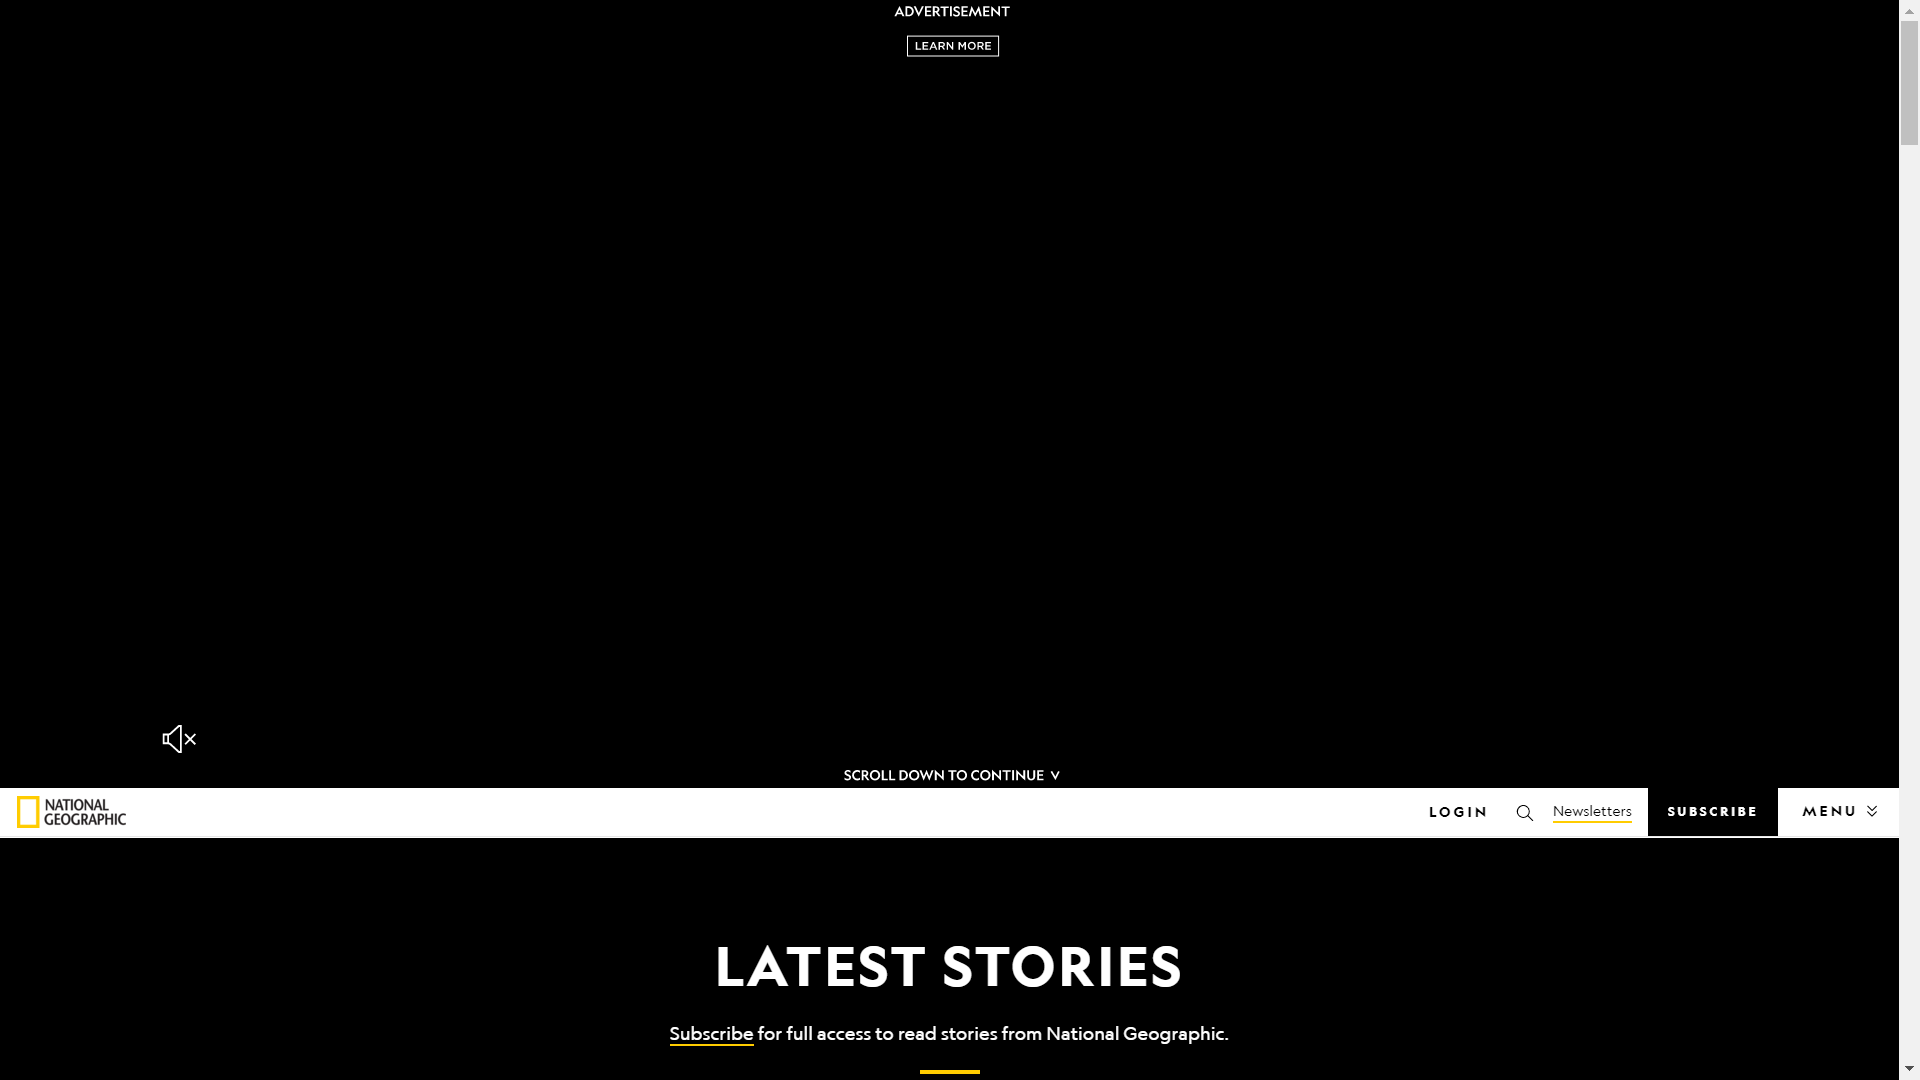 ADVERTISEMENT
LEARN MORE
SCROLL DOWN TO CONTINUE
NATIONAL
GEOGRAPHIC
LOGIN
Newsletters
SUBSCRIBE
MENU
LATEST STORIES
Subscribe for full access to read stories from National Geographic.